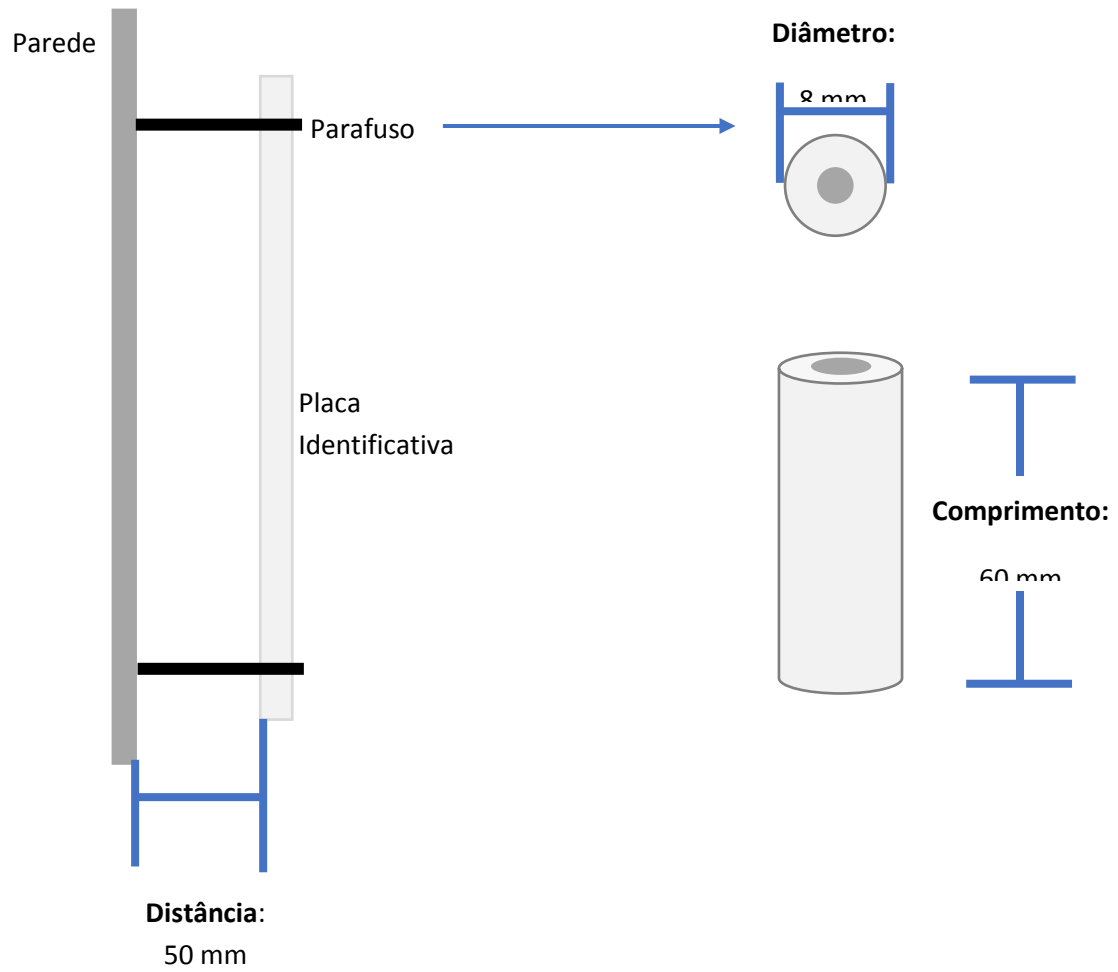 Parede
Diâmetro:
8 mm
Parafuso
Placa
Identificativa
Comprimento:
60 mm
Distância:
50 mm